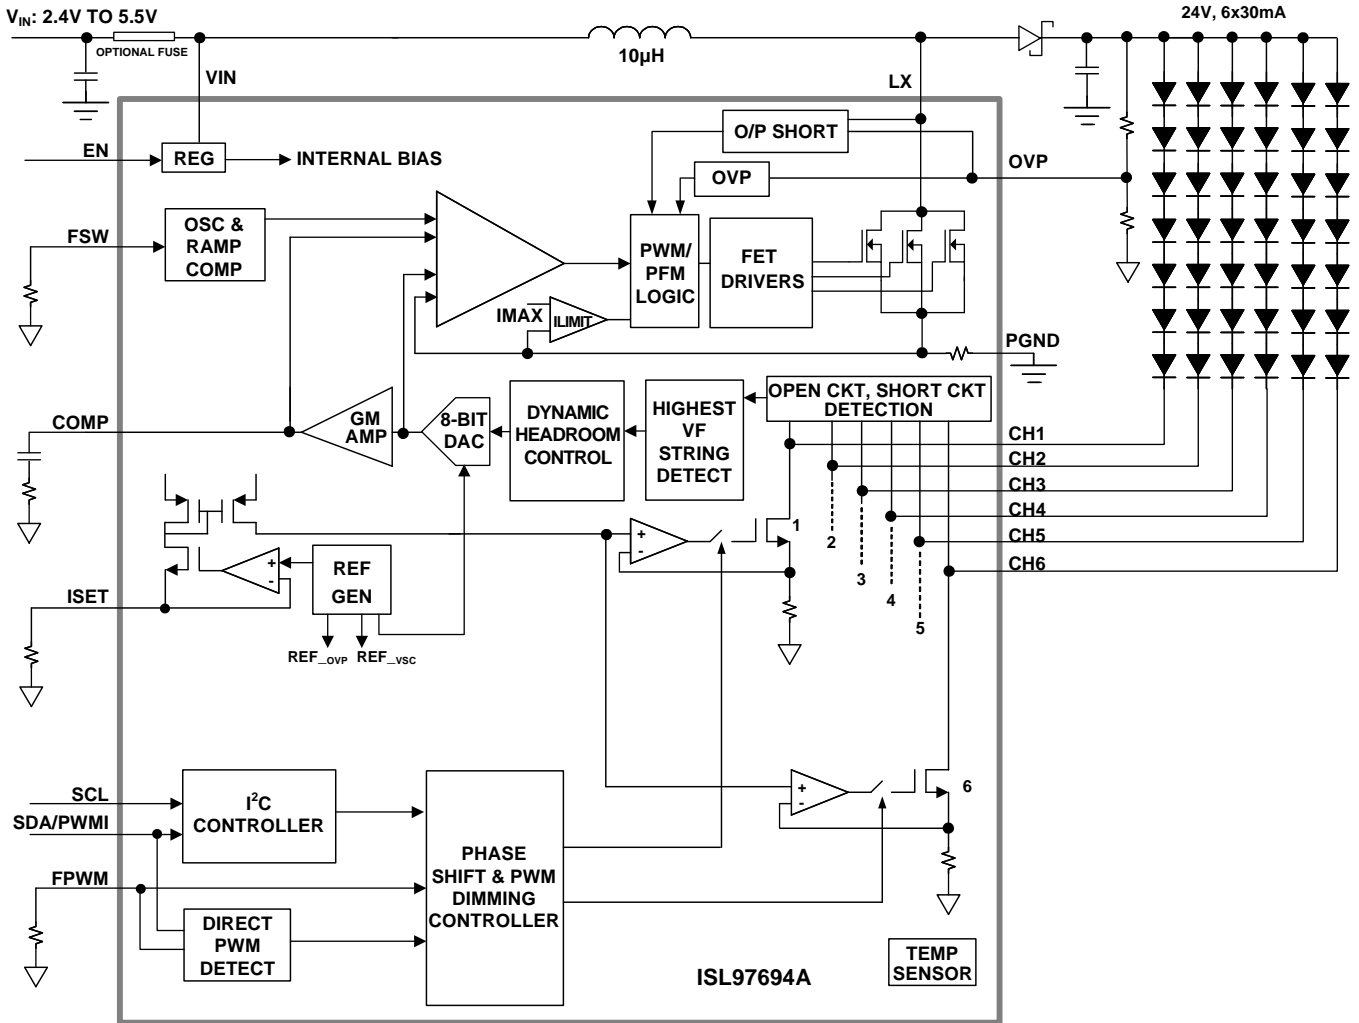 V_IN: 2.4V TO 5.5V
24V, 6x30mA
OPTIONAL FUSE
10µH
VIN
LX
O/P SHORT
EN
REG
INTERNAL BIAS
OVP
OVP
FSW
OSC &
RAMP
COMP
PWM/
PFM
LOGIC
FET
DRIVERS
IMAX
ILIMIT
PGND
OPEN CKT, SHORT CKT
DETECTION
COMP
GM
AMP
8-BIT
DAC
DYNAMIC
HEADROOM
CONTROL
HIGHEST
VF
STRING
DETECT
CH1
CH2
CH3
CH4
CH5
CH6
+
-
1
2
3
4
5
+
-
REF
GEN
ISET
REF_OVP
REF_VSC
+
-
6
SCL
SDA/PWMI
I²C
CONTROLLER
FPWM
PHASE
SHIFT & PWM
DIMMING
CONTROLLER
DIRECT
PWM
DETECT
TEMP
SENSOR
ISL97694A